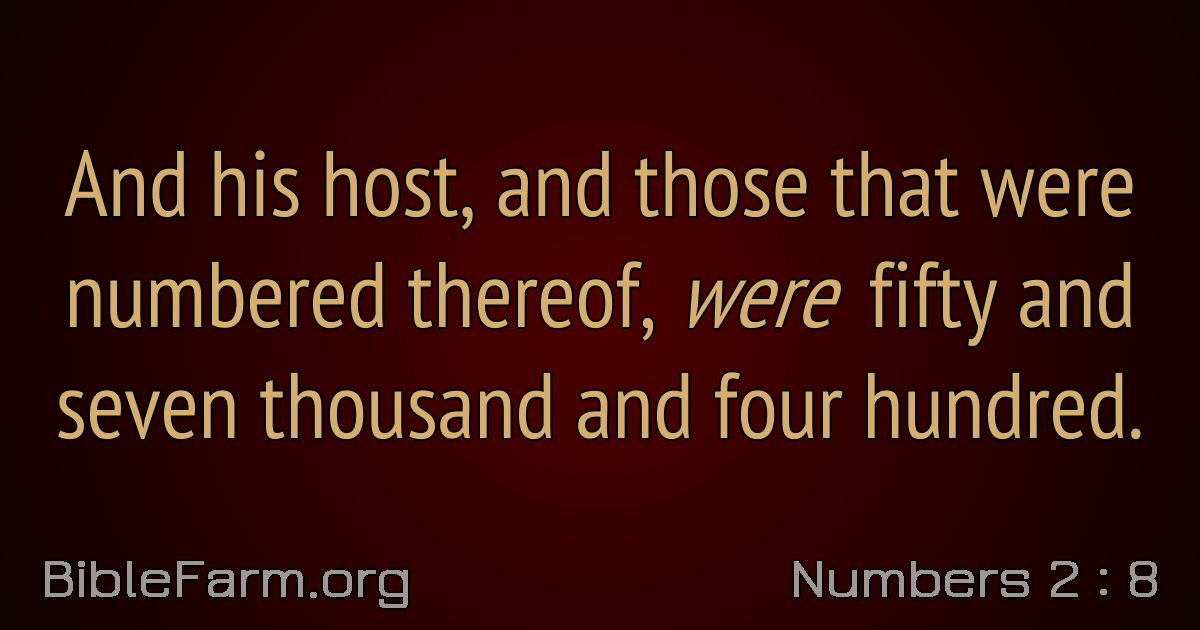 And his host, and those that were
numbered thereof, were fifty and
seven thousand and four hundred.
BibleFarm.org
Numbers 2 : 8